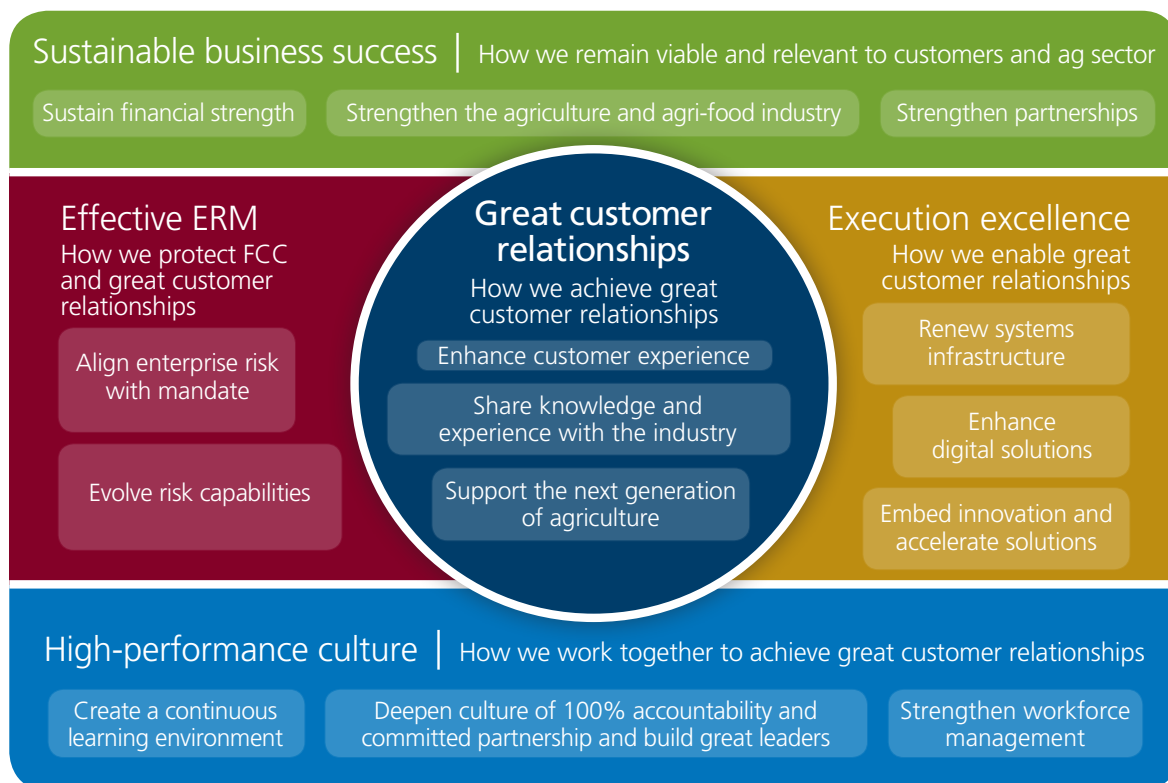 Sustainable business success | How we remain viable and relevant to customers and ag sector
Sustain financial strength
Strengthen the agriculture and agri-food industry
Strengthen partnerships
Effective ERM
How we protect FCC
and great customer
relationships
Align enterprise risk
with mandate
Evolve risk capabilities
Great customer
relationships
How we achieve great
customer relationships
Enhance customer experience
Share knowledge and
experience with the industry
Support the next generation
of agriculture
Execution excellence
How we enable great
customer relationships
Renew systems
infrastructure
Enhance
digital solutions
Embed innovation and
accelerate solutions
High-performance culture | How we work together to achieve great customer relationships
Create a continuous
learning environment
Deepen culture of 100% accountability and
committed partnership and build great leaders
Strengthen workforce
management